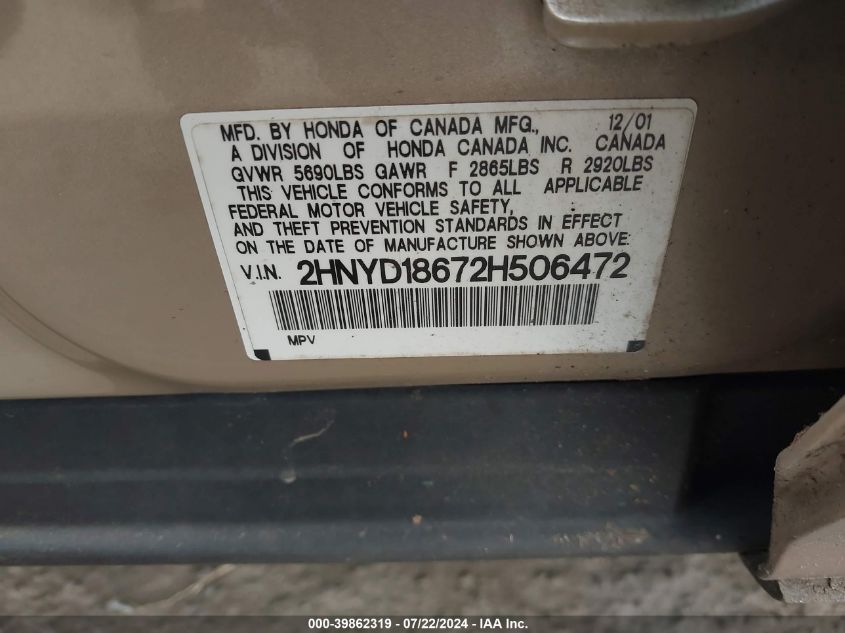 MFD. BY HONDA OF CANADA MFG., 12/01
A DIVISION OF HONDA CANADA INC. CANADA
GVWR 5690LBS GAWR F 2865LBS R 2920LBS
THIS VEHICLE CONFORMS TO ALL APPLICABLE
FEDERAL MOTOR VEHICLE SAFETY,
AND THEFT PREVENTION STANDARDS IN EFFECT
ON THE DATE OF MANUFACTURE SHOWN ABOVE:
V.I.N. 2HNYD18672H506472
MPV
000-39862319 / 07/22/2024 - IAA Inc.